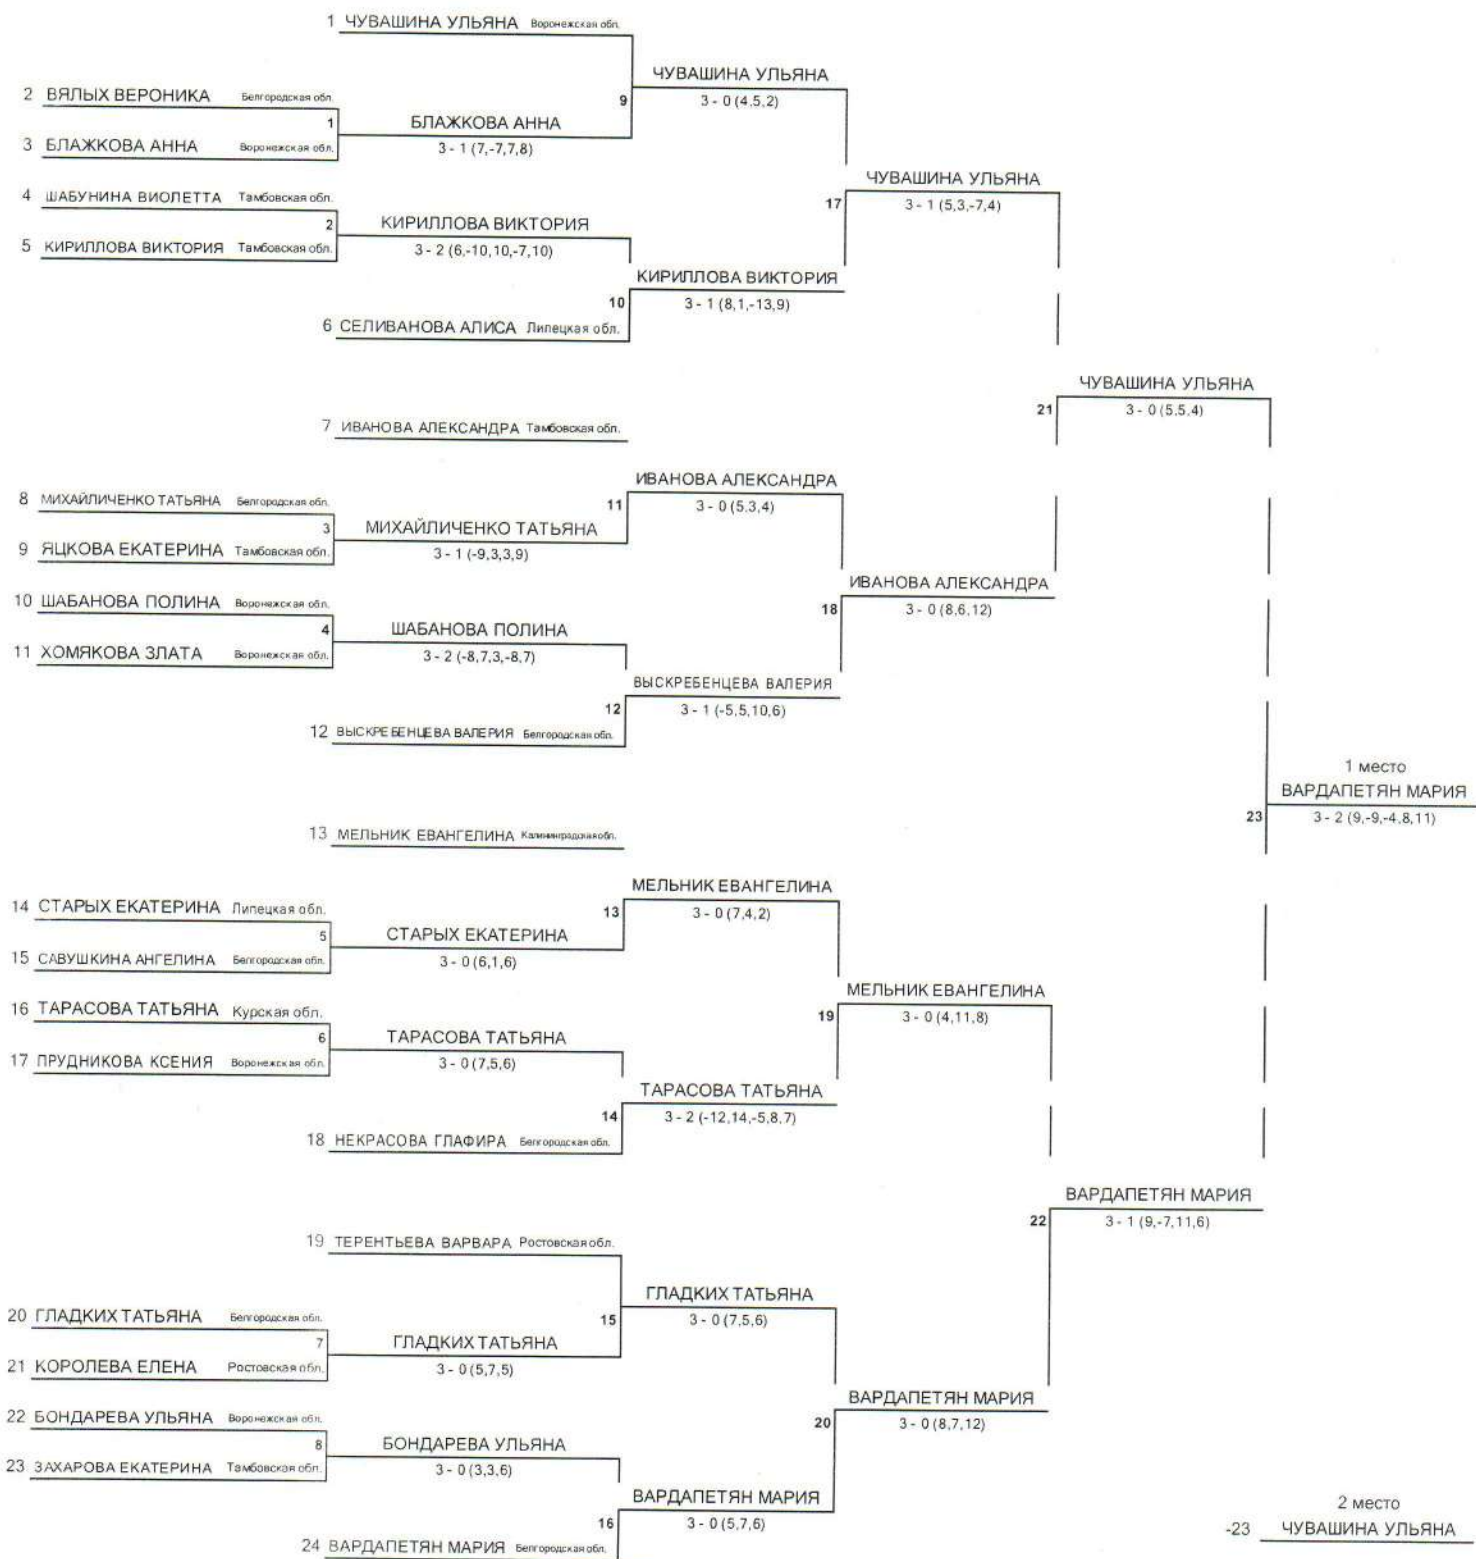 1 ЧУВАШИНА УЛЬЯНА Воронежская обл.
ЧУВАШИНА УЛЬЯНА
2 ВЯЛЫХ ВЕРОНИКА Белгородская обл.
9 3 - 0 (4,5,2)
1 БЛАЖКОВА АННА
3 БЛАЖКОВА АННА Воронежская обл.
3 - 1 (7,-7,7,8)
ЧУВАШИНА УЛЬЯНА
4 ШАБУНИНА ВИОЛЕТТА Тамбовская обл.
17 3 - 1 (5,3,-7,4)
2 КИРИЛЛОВА ВИКТОРИЯ
5 КИРИЛЛОВА ВИКТОРИЯ Тамбовская обл.
3 - 2 (6,-10,10,-7,10)
КИРИЛЛОВА ВИКТОРИЯ
10 3 - 1 (8,1,-13,9)
6 СЕЛИВАНОВА АЛИСА Липецкая обл.
ЧУВАШИНА УЛЬЯНА
21 3 - 0 (5,5,4)
7 ИВАНОВА АЛЕКСАНДРА Тамбовская обл.
ИВАНОВА АЛЕКСАНДРА
8 МИХАЙЛИЧЕНКО ТАТЬЯНА Белгородская обл.
11 3 - 0 (5,3,4)
3 МИХАЙЛИЧЕНКО ТАТЬЯНА
9 ЯЦКОВА ЕКАТЕРИНА Тамбовская обл.
3 - 1 (-9,3,3,9)
ИВАНОВА АЛЕКСАНДРА
10 ШАБАНОВА ПОЛИНА Воронежская обл.
18 3 - 0 (8,6,12)
4 ШАБАНОВА ПОЛИНА
11 ХОМЯКОВА ЗЛАТА Воронежская обл.
3 - 2 (-8,7,3,-8,7)
ВЫСКРЕБЕНЦЕВА ВАЛЕРИЯ
12 3 - 1 (-5,5,10,6)
12 ВЫСКРЕБЕНЦЕВА ВАЛЕРИЯ Белгородская обл.
1 место
ВАРДАПЕТЯН МАРИЯ
23 3 - 2 (9,-9,-4,8,11)
13 МЕЛЬНИК ЕВАНГЕЛИНА Калининградская обл.
МЕЛЬНИК ЕВАНГЕЛИНА
14 СТАРЫХ ЕКАТЕРИНА Липецкая обл.
13 3 - 0 (7,4,2)
5 СТАРЫХ ЕКАТЕРИНА
15 САВУШКИНА АНГЕЛИНА Белгородская обл.
3 - 0 (6,1,6)
МЕЛЬНИК ЕВАНГЕЛИНА
16 ТАРАСОВА ТАТЬЯНА Курская обл.
19 3 - 0 (4,11,8)
6 ТАРАСОВА ТАТЬЯНА
17 ПРУДНИКОВА КСЕНИЯ Воронежская обл.
3 - 0 (7,5,6)
ТАРАСОВА ТАТЬЯНА
14 3 - 2 (-12,14,-5,8,7)
18 НЕКРАСОВА ГЛАФИРА Белгородская обл.
ВАРДАПЕТЯН МАРИЯ
22 3 - 1 (9,-7,11,6)
19 ТЕРЕНТЬЕВА ВАРВАРА Ростовская обл.
ГЛАДКИХ ТАТЬЯНА
20 ГЛАДКИХ ТАТЬЯНА Белгородская обл.
15 3 - 0 (7,5,6)
7 ГЛАДКИХ ТАТЬЯНА
21 КОРОЛЕВА ЕЛЕНА Ростовская обл.
3 - 0 (5,7,5)
ВАРДАПЕТЯН МАРИЯ
22 БОНДАРЕВА УЛЬЯНА Воронежская обл.
20 3 - 0 (8,7,12)
8 БОНДАРЕВА УЛЬЯНА
23 ЗАХАРОВА ЕКАТЕРИНА Тамбовская обл.
3 - 0 (3,3,6)
ВАРДАПЕТЯН МАРИЯ
16 3 - 0 (5,7,6)
24 ВАРДАПЕТЯН МАРИЯ Белгородская обл.
2 место
-23 ЧУВАШИНА УЛЬЯНА